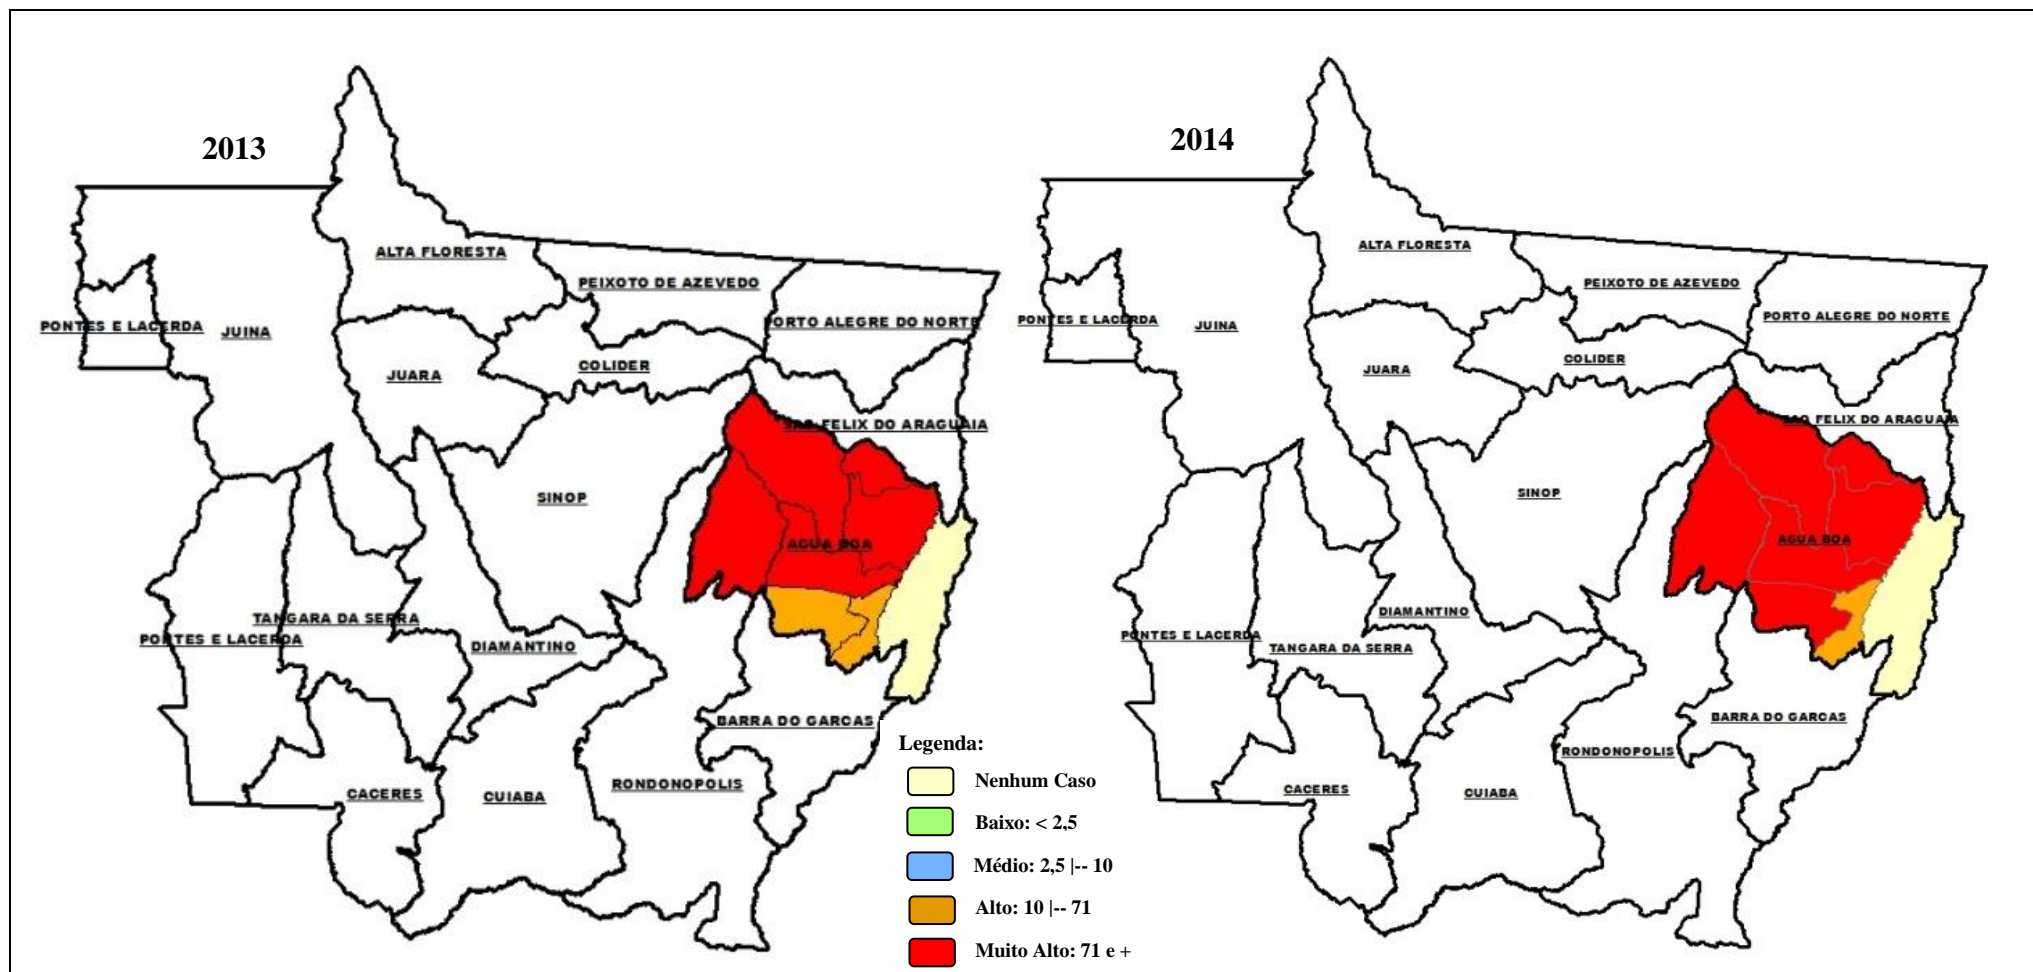 2013
ALTA FLORESTA
PEIXOTO DE AZEVEDO
PONTES E LACERDA
JUINA
PORTO ALEGRE DO NORTE
JUARA
COLIDER
SAO FELIX DO ARAGUAIA
SINOP
AGUA BOA
TANGARA DA SERRA
PONTES E LACERDA
DIAMANTINO
BARRA DO GARCAS
RONDONOPOLIS
CACERES
CUIABA
2014
ALTA FLORESTA
PEIXOTO DE AZEVEDO
PONTES E LACERDA
JUINA
PORTO ALEGRE DO NORTE
JUARA
COLIDER
SAO FELIX DO ARAGUAIA
SINOP
AGUA BOA
DIAMANTINO
PONTES E LACERDA
TANGARA DA SERRA
BARRA DO GARCAS
RONDONOPOLIS
CACERES
CUIABA
Legenda:
Nenhum Caso
Baixo: < 2,5
Médio: 2,5 |-- 10
Alto: 10 |-- 71
Muito Alto: 71 e +